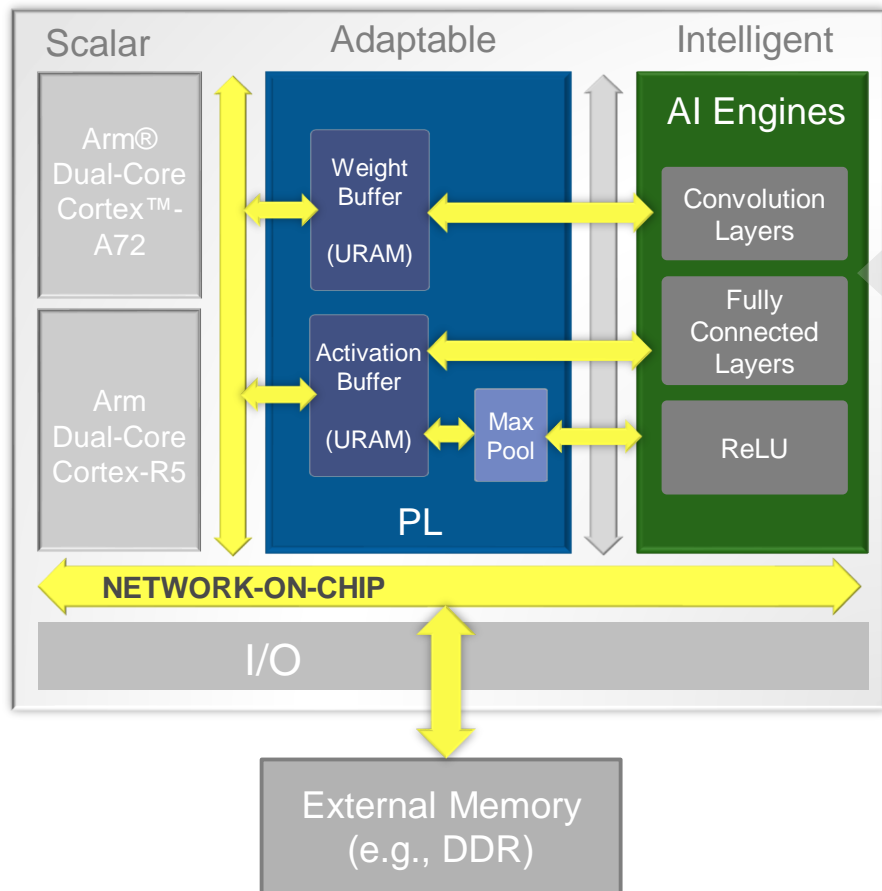 Scalar
Adaptable
Intelligent
Arm®
Dual-Core
Cortex™-
A72
Arm
Dual-Core
Cortex-R5
Weight
Buffer
(URAM)
Activation
Buffer
(URAM)
Max
Pool
PL
AI Engines
Convolution
Layers
Fully
Connected
Layers
ReLU
NETWORK-ON-CHIP
I/O
External Memory
(e.g., DDR)